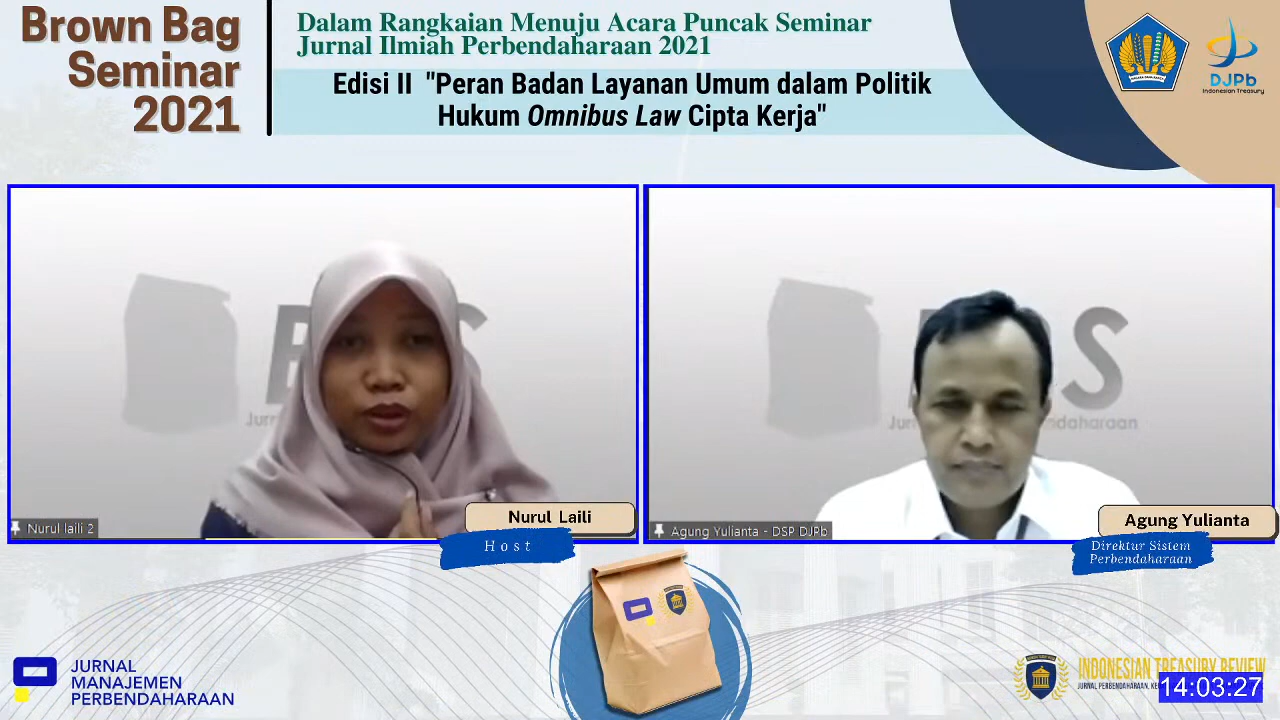 Brown Bag
Seminar
2021
Dalam Rangkaian Menuju Acara Puncak Seminar
Jurnal Ilmiah Perbendaharaan 2021
Edisi II "Peran Badan Layanan Umum dalam Politik
Hukum Omnibus Law Cipta Kerja"
DJPb
Indonesian Treasury
Nurul laili 2
Nurul Laili
Host
Agung Yulianta - DSP DJPb
Agung Yulianta
Direktur Sistem
Perbendaharaan
JURNAL
MANAJEMEN
PERBENDAHARAAN
INDONESIAN TREASURY REVIEW
JURNAL PERBENDAHARAAN,
14:03:27